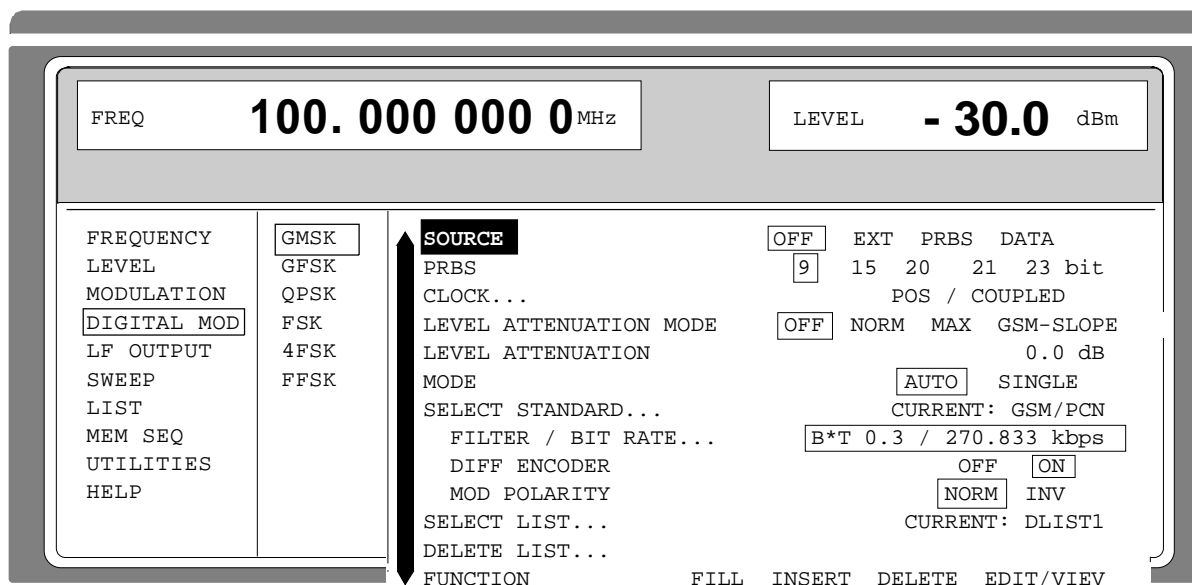 FREQ 100. 000 000 0 MHz LEVEL - 30.0 dBm
FREQUENCY GMSK SOURCE OFF EXT PRBS DATA
LEVEL GFSK PRBS 9 15 20 21 23 bit
MODULATION QPSK CLOCK... POS / COUPLED
DIGITAL MOD FSK LEVEL ATTENUATION MODE OFF NORM MAX GSM-SLOPE
LF OUTPUT 4FSK LEVEL ATTENUATION 0.0 dB
SWEEP FFSK MODE AUTO SINGLE
LIST SELECT STANDARD... CURRENT: GSM/PCN
MEM SEQ FILTER / BIT RATE... B*T 0.3 / 270.833 kbps
UTILITIES DIFF ENCODER OFF ON
HELP MOD POLARITY NORM INV
SELECT LIST... CURRENT: DLIST1
DELETE LIST...
FUNCTION FILL INSERT DELETE EDIT/VIEV